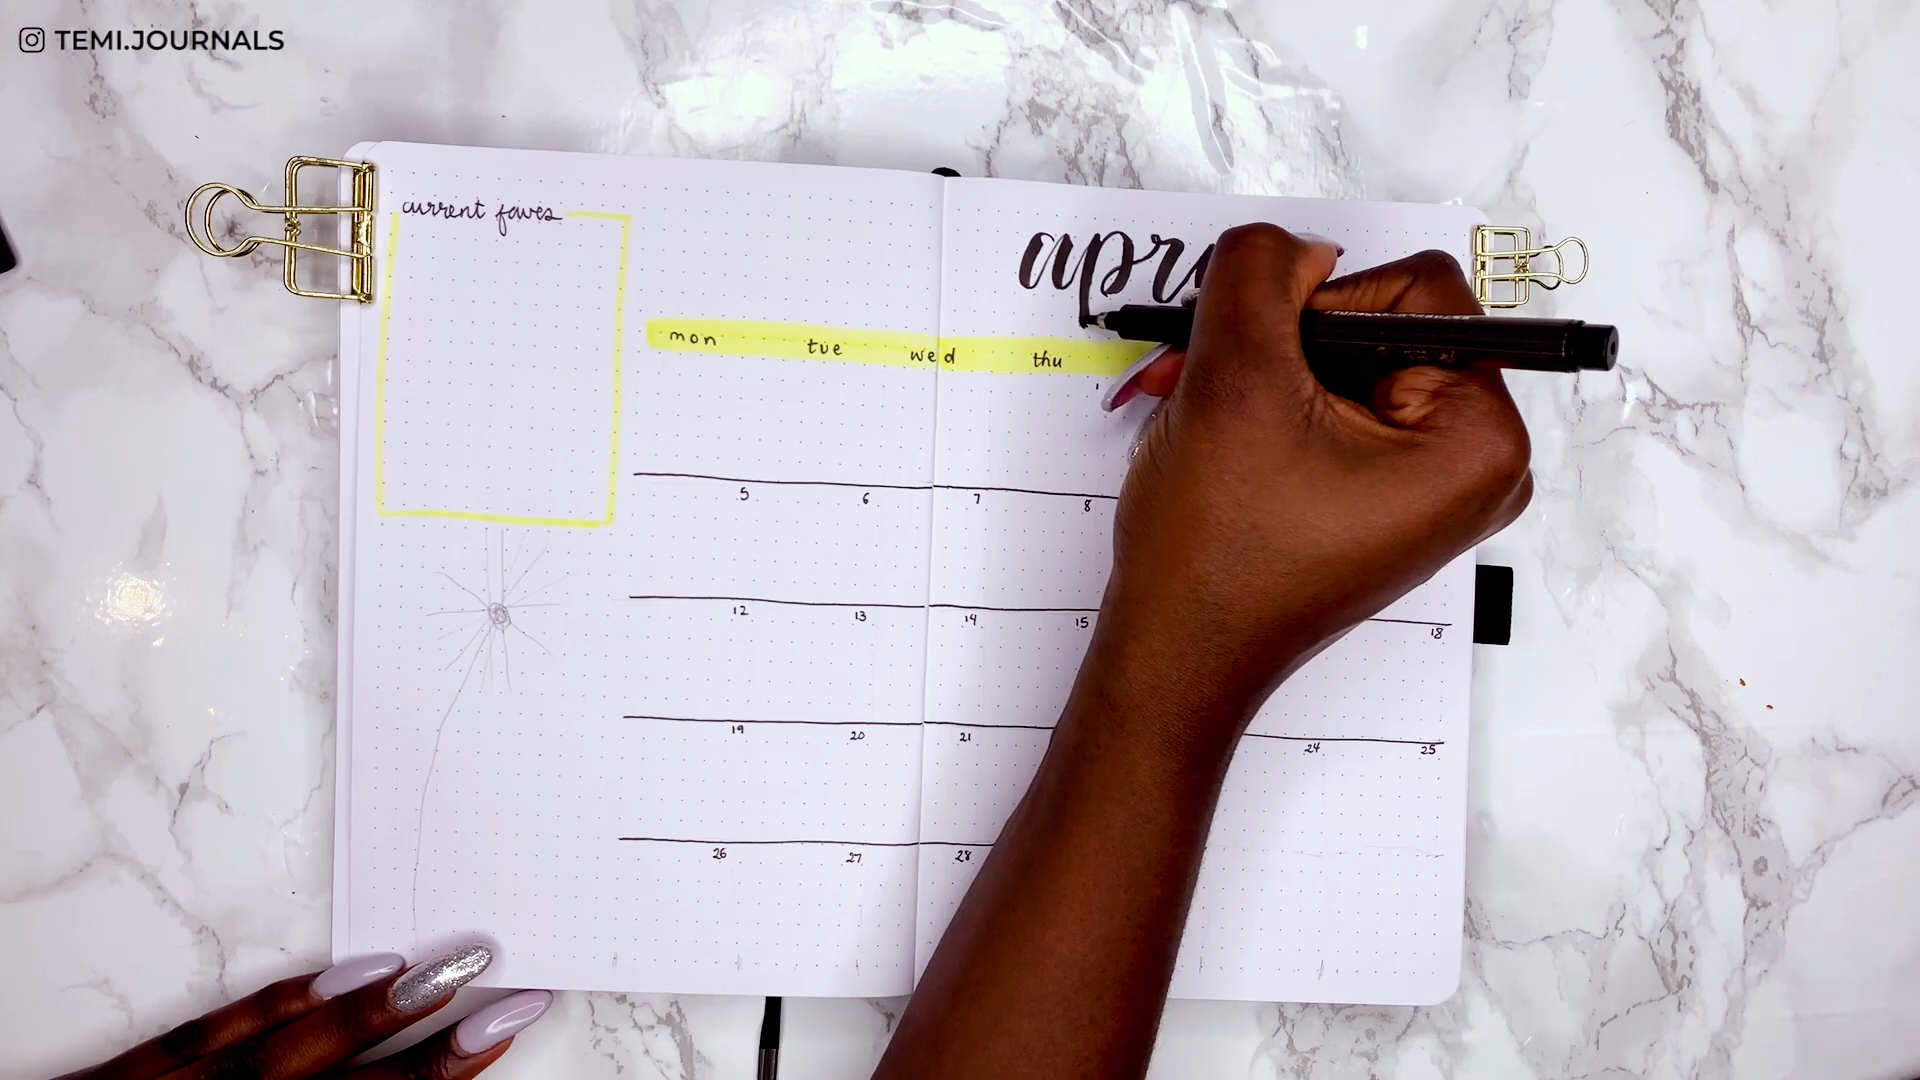 TEMI.JOURNALS
current faves
apr
mon tue wed thu
1
5 6 7 8
12 13 14 15 18
19 20 21 24 25
26 27 28